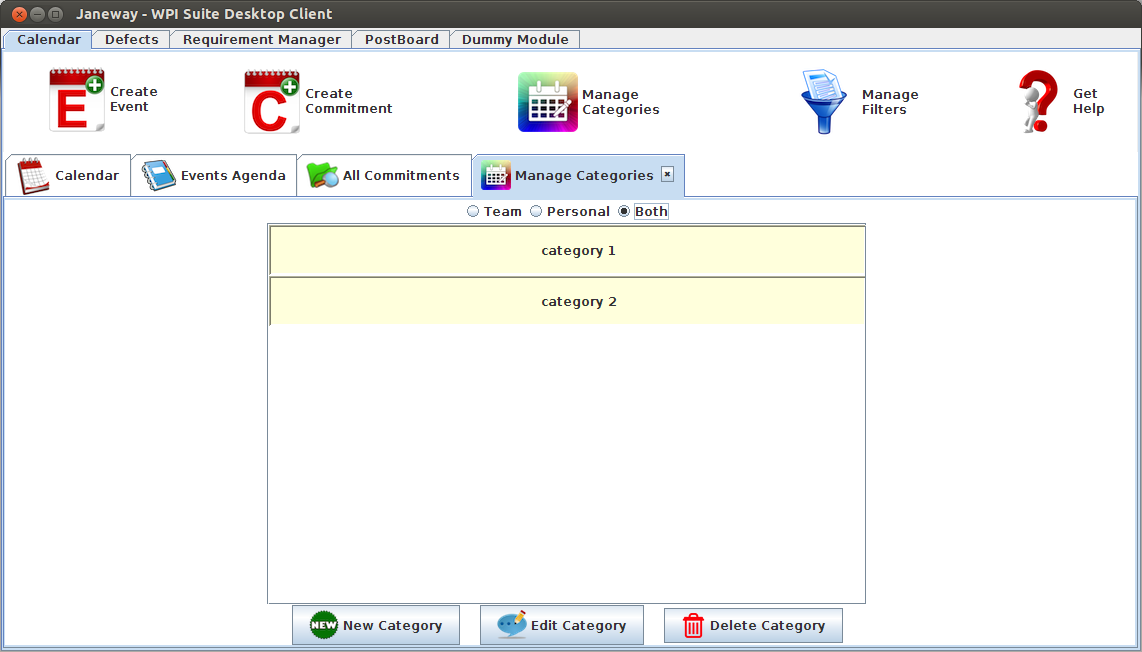 Janeway - WPI Suite Desktop Client
Calendar Defects Requirement Manager PostBoard Dummy Module
E Create Event
C Create Commitment
Manage Categories
Manage Filters
? Get Help
Calendar Events Agenda All Commitments Manage Categories
Team Personal Both
category 1
category 2
NEW New Category Edit Category Delete Category